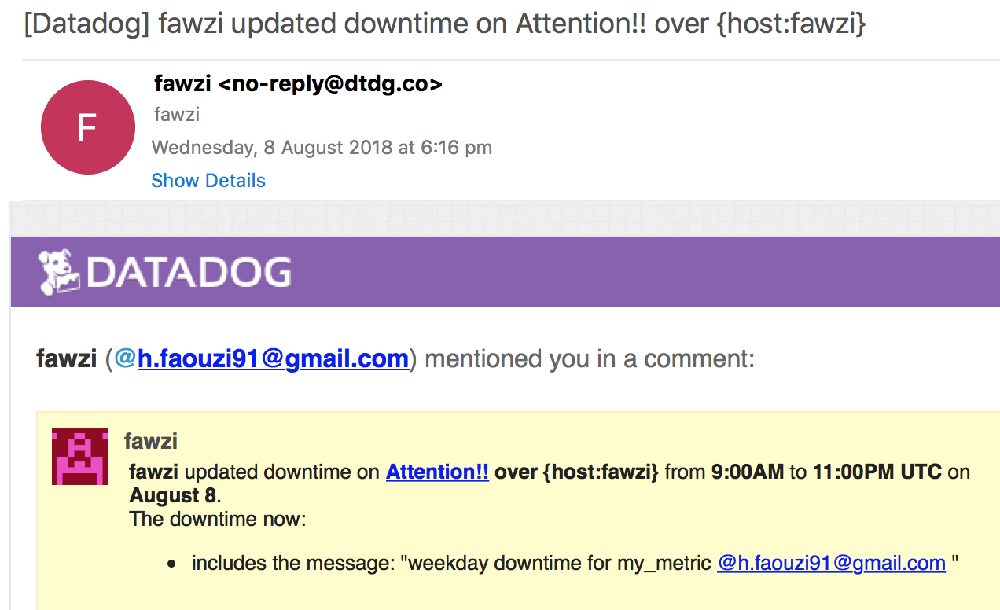 [Datadog] fawzi updated downtime on Attention!! over {host:fawzi}
F
fawzi <no-reply@dtdg.co>
fawzi
Wednesday, 8 August 2018 at 6:16 pm
Show Details
DATADOG
fawzi (@h.faouzi91@gmail.com) mentioned you in a comment:
fawzi
fawzi updated downtime on Attention!! over {host:fawzi} from 9:00AM to 11:00PM UTC on
August 8.
The downtime now:
• includes the message: "weekday downtime for my_metric @h.faouzi91@gmail.com "